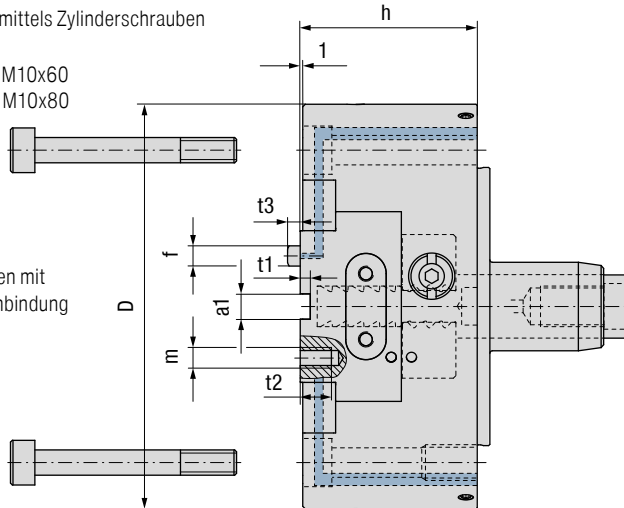 mittels Zylinderschrauben
M10x60
M10x80
h
1
t3
f
t1
en mit
nbindung
D
a1
m
t2